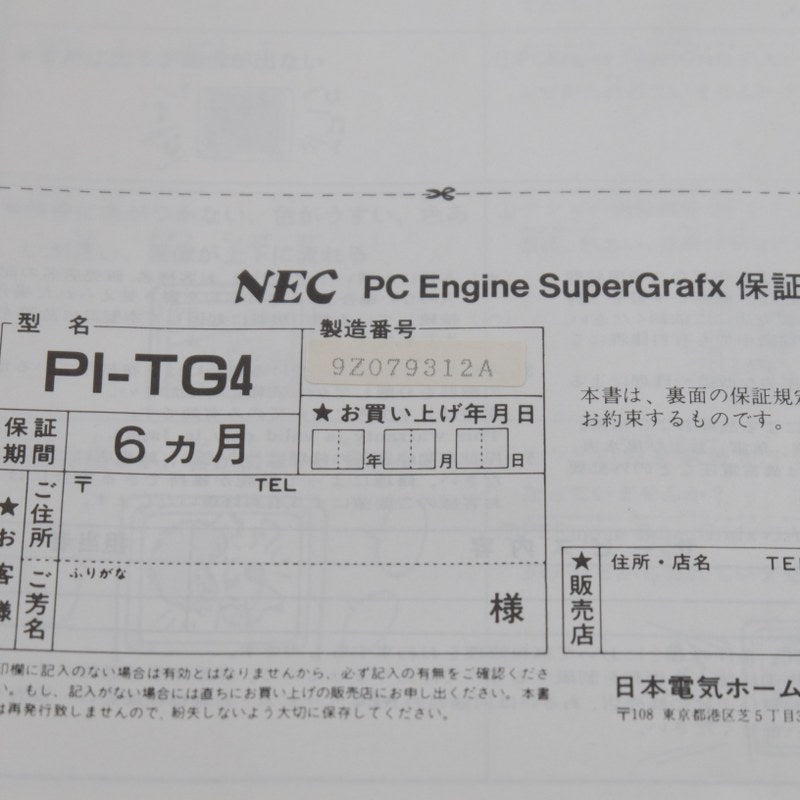 NEC PC Engine SuperGrafx 保証
型 名
PI-TG4
製造番号
9Z079312A
保証期間
6ヵ月
★お買い上げ年月日
年 月 日
本書は、裏面の保証規定
お約束するものです。
★お客様
ご住所
〒 TEL
ご芳名
ふりがな
様
★販売店
住所・店名 TEL
印欄に記入のない場合は有効とはなりませんから、必ず記入の有無をご確認くださ
い。もし、記入がない場合には直ちにお買い上げの販売店にお申し出ください。本書
は再発行致しませんので、紛失しないよう大切に保存してください。
日本電気ホーム
〒108 東京都港区芝5丁目3